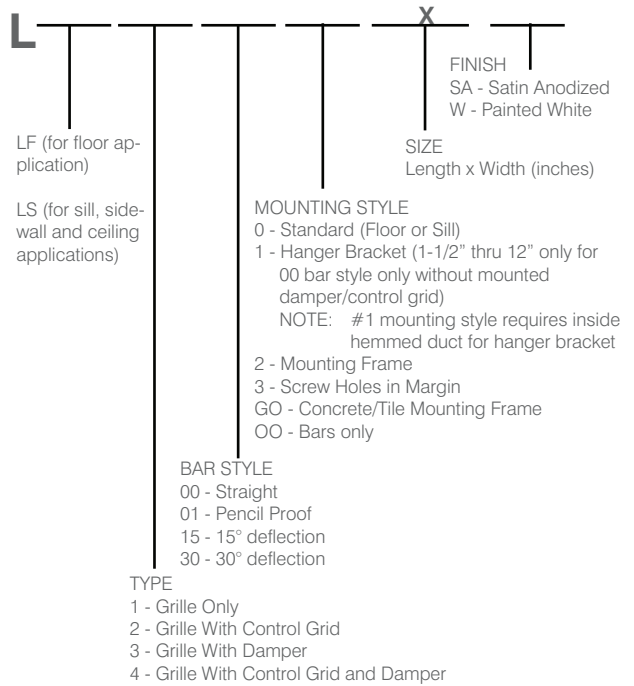 L
X
FINISH
SA - Satin Anodized
W - Painted White
LF (for floor ap-
plication)
SIZE
Length x Width (inches)
LS (for sill, side-
wall and ceiling
applications)
MOUNTING STYLE
0 - Standard (Floor or Sill)
1 - Hanger Bracket (1-1/2” thru 12” only for
00 bar style only without mounted
damper/control grid)
NOTE: #1 mounting style requires inside
hemmed duct for hanger bracket
2 - Mounting Frame
3 - Screw Holes in Margin
GO - Concrete/Tile Mounting Frame
OO - Bars only
BAR STYLE
00 - Straight
01 - Pencil Proof
15 - 15° deflection
30 - 30° deflection
TYPE
1 - Grille Only
2 - Grille With Control Grid
3 - Grille With Damper
4 - Grille With Control Grid and Damper